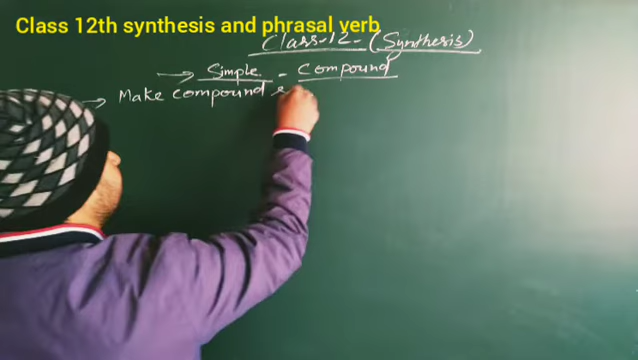 Class 12th synthesis and phrasal verb
Class-12-(Synthesis)
→ Simple - Compound
→ Make compound